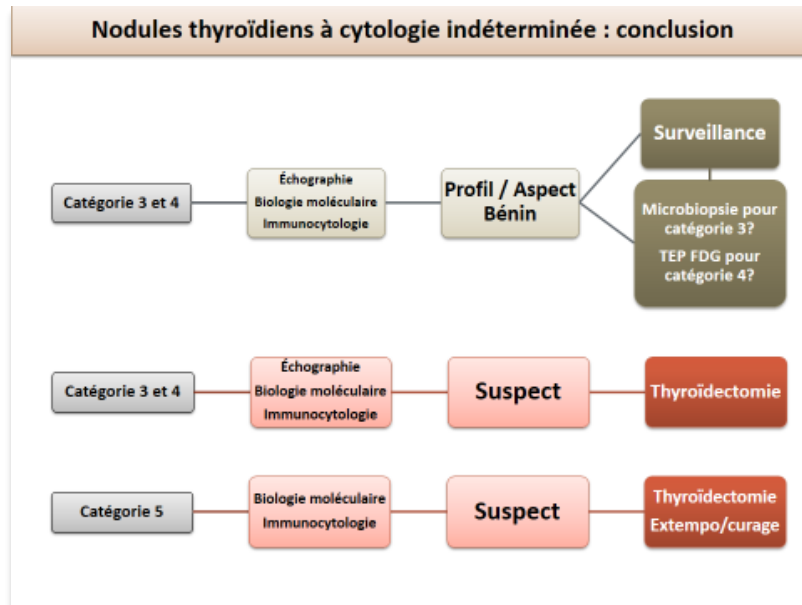 Nodules thyroïdiens à cytologie indéterminée : conclusion
Catégorie 3 et 4
Échographie
Biologie moléculaire
Immunocytologie
Profil / Aspect
Bénin
Surveillance
Microbiopsie pour
catégorie 3?
TEP FDG pour
catégorie 4?
Catégorie 3 et 4
Échographie
Biologie moléculaire
Immunocytologie
Suspect
Thyroïdectomie
Catégorie 5
Biologie moléculaire
Immunocytologie
Suspect
Thyroïdectomie
Extempo/curage